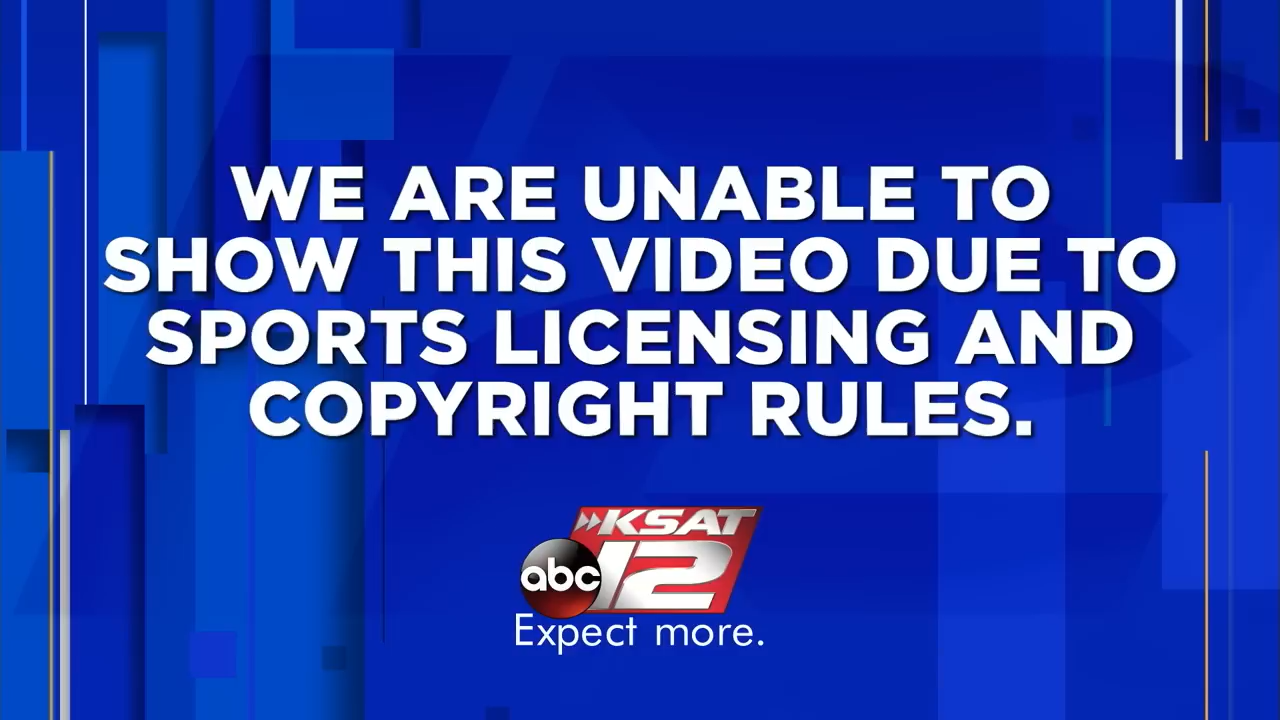 WE ARE UNABLE TO
SHOW THIS VIDEO DUE TO
SPORTS LICENSING AND
COPYRIGHT RULES.
KSAT
abc 12
Expect more.